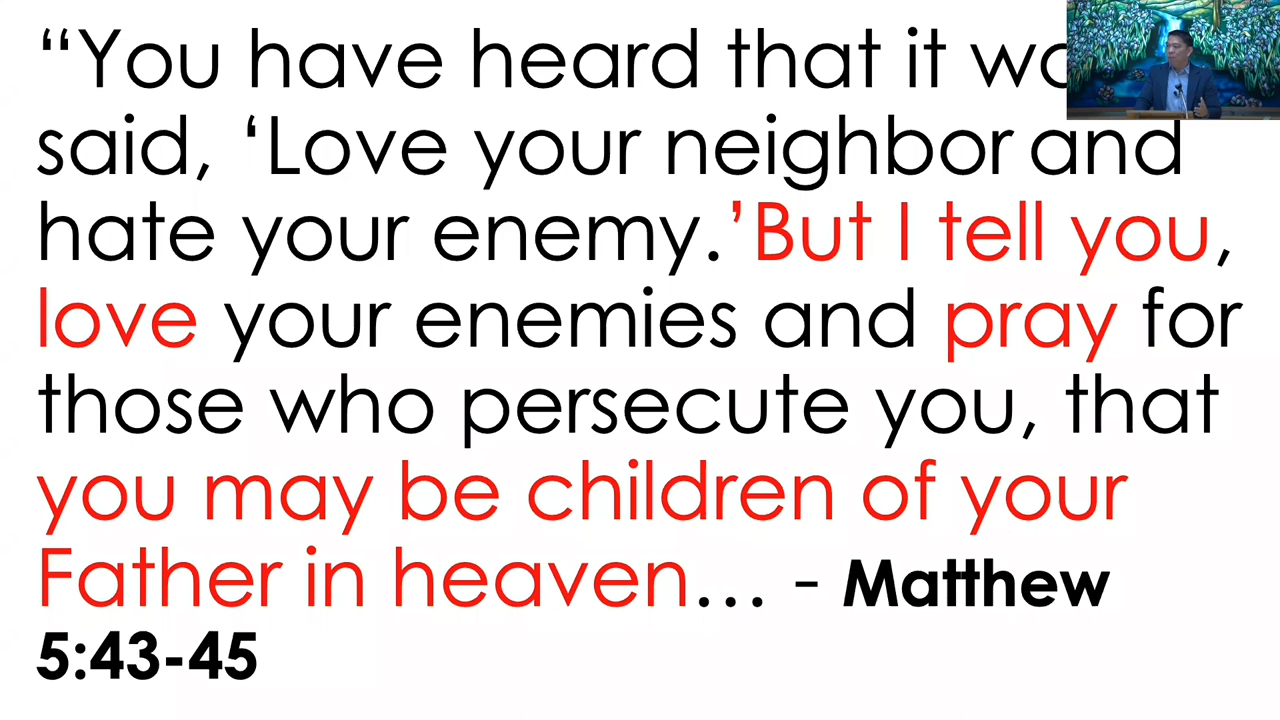 “You have heard that it
said, ‘Love your neighbor and
hate your enemy.’But I tell you,
love your enemies and pray for
those who persecute you, that
you may be children of your
Father in heaven… - Matthew
5:43-45